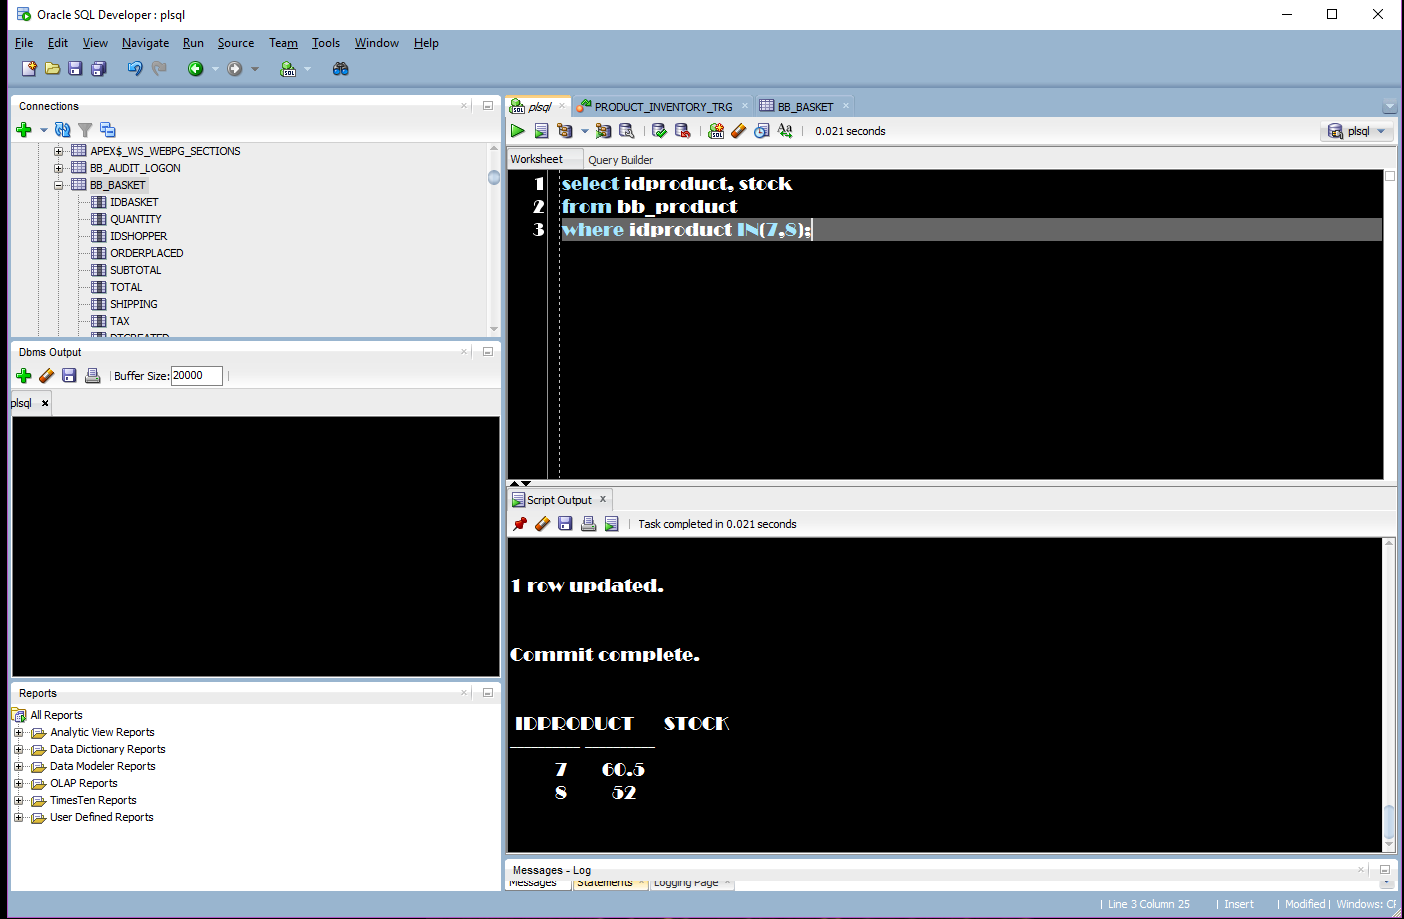 Oracle SQL Developer : plsql
File Edit View Navigate Run Source Team Tools Window Help
Connections
APEX$_WS_WEBPG_SECTIONS
BB_AUDIT_LOGON
BB_BASKET
IDBASKET
QUANTITY
IDSHOPPER
ORDERPLACED
SUBTOTAL
TOTAL
SHIPPING
TAX
DTCREATED
Dbms Output
Buffer Size: 20000
plsql
Reports
All Reports
Analytic View Reports
Data Dictionary Reports
Data Modeler Reports
OLAP Reports
TimesTen Reports
User Defined Reports
plsql PRODUCT_INVENTORY_TRG BB_BASKET
0.021 seconds plsql
Worksheet Query Builder
1 select idproduct, stock
2 from bb_product
3 where idproduct IN(7,8);
Script Output
Task completed in 0.021 seconds
1 row updated.
Commit complete.
IDPRODUCT STOCK
7 60.5
8 52
Messages - Log
Messages Statements Logging Page
Line 3 Column 25 Insert Modified Windows: CF